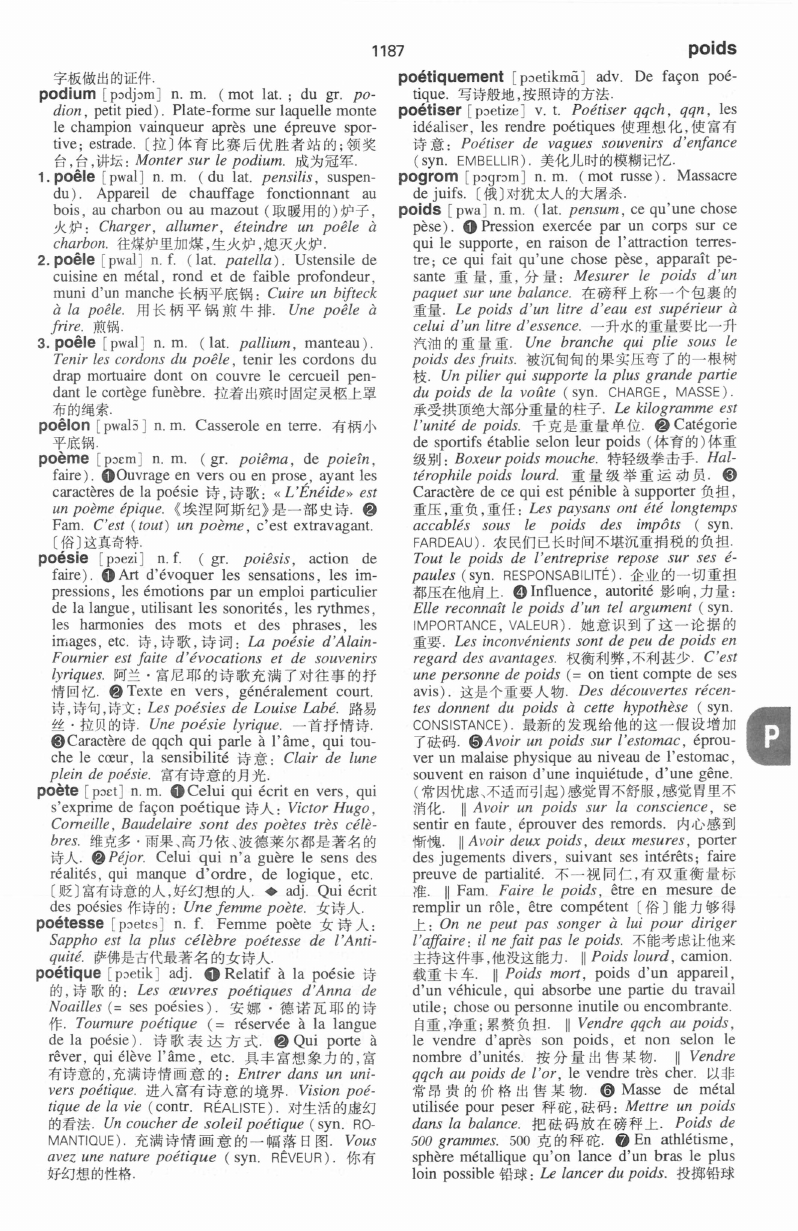 1187
poids
字板做出的证件.
podium [pɔdjɔm] n. m. (mot lat.; du gr. po-
dion, petit pied). Plate-forme sur laquelle monte
le champion vainqueur après une épreuve spor-
tive; estrade. [拉]体育比赛后优胜者站的;领奖
台,台,讲坛: Monter sur le podium. 成为冠军.
1. poêle [pwal] n. m. (du lat. pensilis, suspen-
du). Appareil de chauffage fonctionnant au
bois, au charbon ou au mazout (取暖用的)炉子,
火炉: Charger, allumer, éteindre un poêle à
charbon. 往煤炉里加煤,生火炉,熄灭火炉.
2. poêle [pwal] n. f. (lat. patella). Ustensile de
cuisine en métal, rond et de faible profondeur,
muni d'un manche 长柄平底锅: Cuire un bifteck
à la poêle. 用长柄平锅煎牛排. Une poêle à
frire. 煎锅.
3. poêle [pwal] n. m. (lat. pallium, manteau).
Tenir les cordons du poêle, tenir les cordons du
drap mortuaire dont on couvre le cercueil pen-
dant le cortège funèbre. 拉着出殡时固定灵柩上罩
布的绳索.
poêlon [pwalɔ̃] n. m. Casserole en terre. 有柄小
平底锅.
poème [pɔɛm] n. m. (gr. poiêma, de poieîn,
faire). ❶Ouvrage en vers ou en prose, ayant les
caractères de la poésie 诗,诗歌: « L'Énéide» est
un poème épique.《埃涅阿斯纪》是一部史诗. ❷
Fam. C'est (tout) un poème, c'est extravagant.
[俗]这真奇特.
poésie [pɔezi] n. f. (gr. poiêsis, action de
faire). ❶ Art d'évoquer les sensations, les im-
pressions, les émotions par un emploi particulier
de la langue, utilisant les sonorités, les rythmes,
les harmonies des mots et des phrases, les
images, etc. 诗,诗歌,诗词: La poésie d'Alain-
Fournier est faite d'évocations et de souvenirs
lyriques. 阿兰·富尼耶的诗歌充满了对往事的抒
情回忆. ❷ Texte en vers, généralement court.
诗,诗句,诗文: Les poésies de Louise Labé. 路易
丝·拉贝的诗. Une poésie lyrique. 一首抒情诗.
❸Caractère de qqch qui parle à l'âme, qui tou-
che le cœur, la sensibilité 诗意: Clair de lune
plein de poésie. 富有诗意的月光.
poète [pɔɛt] n. m. ❶Celui qui écrit en vers, qui
s'exprime de façon poétique 诗人: Victor Hugo,
Corneille, Baudelaire sont des poètes très célè-
bres. 维克多·雨果、高乃依、波德莱尔都是著名的
诗人. ❷Péjor. Celui qui n'a guère le sens des
réalités, qui manque d'ordre, de logique, etc.
[贬]富有诗意的人,好幻想的人. ◆ adj. Qui écrit
des poésies 作诗的: Une femme poète. 女诗人.
poétesse [pɔetɛs] n. f. Femme poète 女诗人:
Sappho est la plus célèbre poétesse de l'Anti-
quité. 萨佛是古代最著名的女诗人.
poétique [pɔetik] adj. ❶ Relatif à la poésie 诗
的,诗歌的: Les œuvres poétiques d'Anna de
Noailles (= ses poésies). 安娜·德诺瓦耶的诗
作. Tournure poétique (= réservée à la langue
de la poésie). 诗歌表达方式. ❷ Qui porte à
rêver, qui élève l'âme, etc. 具丰富想象力的,富
有诗意的,充满诗情画意的: Entrer dans un uni-
vers poétique. 进入富有诗意的境界. Vision poé-
tique de la vie (contr. RÉALISTE). 对生活的虚幻
的看法. Un coucher de soleil poétique (syn. RO-
MANTIQUE). 充满诗情画意的一幅落日图. Vous
avez une nature poétique (syn. RÊVEUR). 你有
好幻想的性格.
poétiquement [pɔetikmɑ̃] adv. De façon poé-
tique. 写诗般地,按照诗的方法.
poétiser [pɔetize] v. t. Poétiser qqch, qqn, les
idéaliser, les rendre poétiques 使理想化,使富有
诗意: Poétiser de vagues souvenirs d'enfance
(syn. EMBELLIR). 美化儿时的模糊记忆.
pogrom [pɔgrɔm] n. m. (mot russe). Massacre
de juifs. [俄]对犹太人的大屠杀.
poids [pwa] n. m. (lat. pensum, ce qu'une chose
pèse). ❶ Pression exercée par un corps sur ce
qui le supporte, en raison de l'attraction terres-
tre; ce qui fait qu'une chose pèse, apparaît pe-
sante 重量,重,分量: Mesurer le poids d'un
paquet sur une balance. 在磅秤上称一个包裹的
重量. Le poids d'un litre d'eau est supérieur à
celui d'un litre d'essence. 一升水的重量要比一升
汽油的重量重. Une branche qui plie sous le
poids des fruits. 被沉甸甸的果实压弯了的一根树
枝. Un pilier qui supporte la plus grande partie
du poids de la voûte (syn. CHARGE, MASSE).
承受拱顶绝大部分重量的柱子. Le kilogramme est
l'unité de poids. 千克是重量单位. ❷ Catégorie
de sportifs établie selon leur poids (体育的)体重
级别: Boxeur poids mouche. 特轻级拳击手. Hal-
térophile poids lourd. 重量级举重运动员. ❸
Caractère de ce qui est pénible à supporter 负担,
重压,重负,重任: Les paysans ont été longtemps
accablés sous le poids des impôts (syn.
FARDEAU). 农民们已长时间不堪沉重捐税的负担.
Tout le poids de l'entreprise repose sur ses é-
paules (syn. RESPONSABILITÉ). 企业的一切重担
都压在他肩上. ❹ Influence, autorité 影响,力量:
Elle reconnaît le poids d'un tel argument (syn.
IMPORTANCE, VALEUR). 她意识到了这一论据的
重要. Les inconvénients sont de peu de poids en
regard des avantages. 权衡利弊,不利甚少. C'est
une personne de poids (= on tient compte de ses
avis). 这是个重要人物. Des découvertes récen-
tes donnent du poids à cette hypothèse (syn.
CONSISTANCE). 最新的发现给他的这一假设增加
了砝码. ❺Avoir un poids sur l'estomac, éprou-
ver un malaise physique au niveau de l'estomac,
souvent en raison d'une inquiétude, d'une gêne.
(常因忧虑、不适而引起)感觉胃不舒服,感觉胃里不
消化. ‖ Avoir un poids sur la conscience, se
sentir en faute, éprouver des remords. 内心感到
惭愧. ‖ Avoir deux poids, deux mesures, porter
des jugements divers, suivant ses intérêts; faire
preuve de partialité. 不一视同仁,有双重衡量标
准. ‖ Fam. Faire le poids, être en mesure de
remplir un rôle, être compétent [俗]能力够得
上: On ne peut pas songer à lui pour diriger
l'affaire: il ne fait pas le poids. 不能考虑让他来
主持这件事,他没这能力. ‖ Poids lourd, camion.
载重卡车. ‖ Poids mort, poids d'un appareil,
d'un véhicule, qui absorbe une partie du travail
utile; chose ou personne inutile ou encombrante.
自重,净重;累赘负担. ‖ Vendre qqch au poids,
le vendre d'après son poids, et non selon le
nombre d'unités. 按分量出售某物. ‖ Vendre
qqch au poids de l'or, le vendre très cher. 以非
常昂贵的价格出售某物. ❻ Masse de métal
utilisée pour peser 秤砣,砝码: Mettre un poids
dans la balance. 把砝码放在磅秤上. Poids de
500 grammes. 500 克的秤砣. ❼ En athlétisme,
sphère métallique qu'on lance d'un bras le plus
loin possible 铅球: Le lancer du poids. 投掷铅球
P